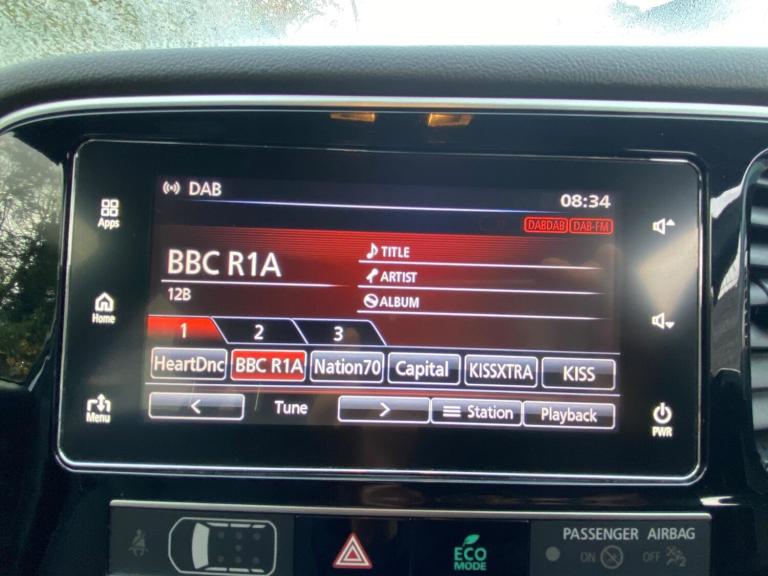 DAB
08:34
DABDAB DAB-FM
Apps
BBC R1A
TITLE
ARTIST
12B
ALBUM
Home
1 2 3
HeartDnc BBC R1A Nation70 Capital KISSXTRA KISS
< Tune > Station Playback
Menu
PWR
ECO
MODE
PASSENGER AIRBAG
ON OFF